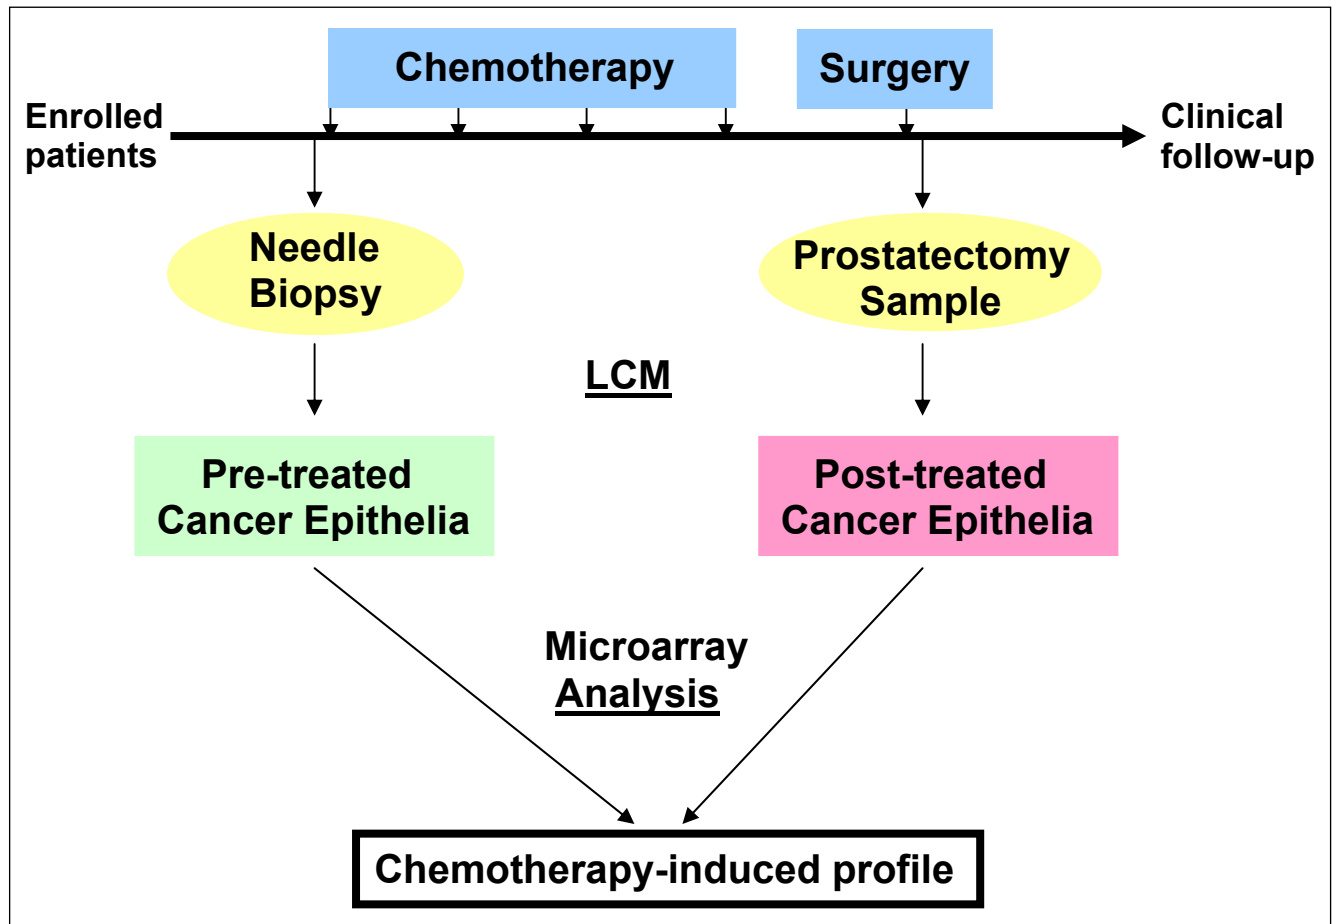 Chemotherapy
Surgery
Enrolled
patients
Clinical
follow-up
Needle
Biopsy
Prostatectomy
Sample
LCM
Pre-treated
Cancer Epithelia
Post-treated
Cancer Epithelia
Microarray
Analysis
Chemotherapy-induced profile